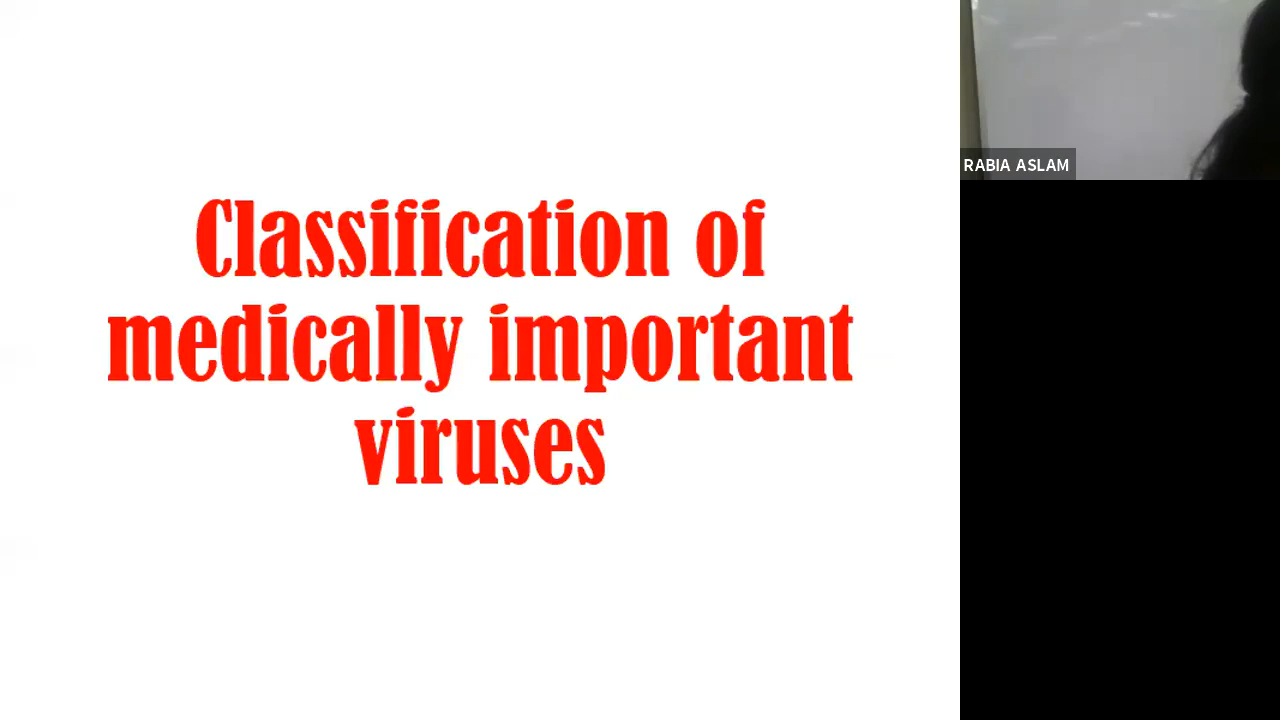 Classification of
medically important
viruses
RABIA ASLAM